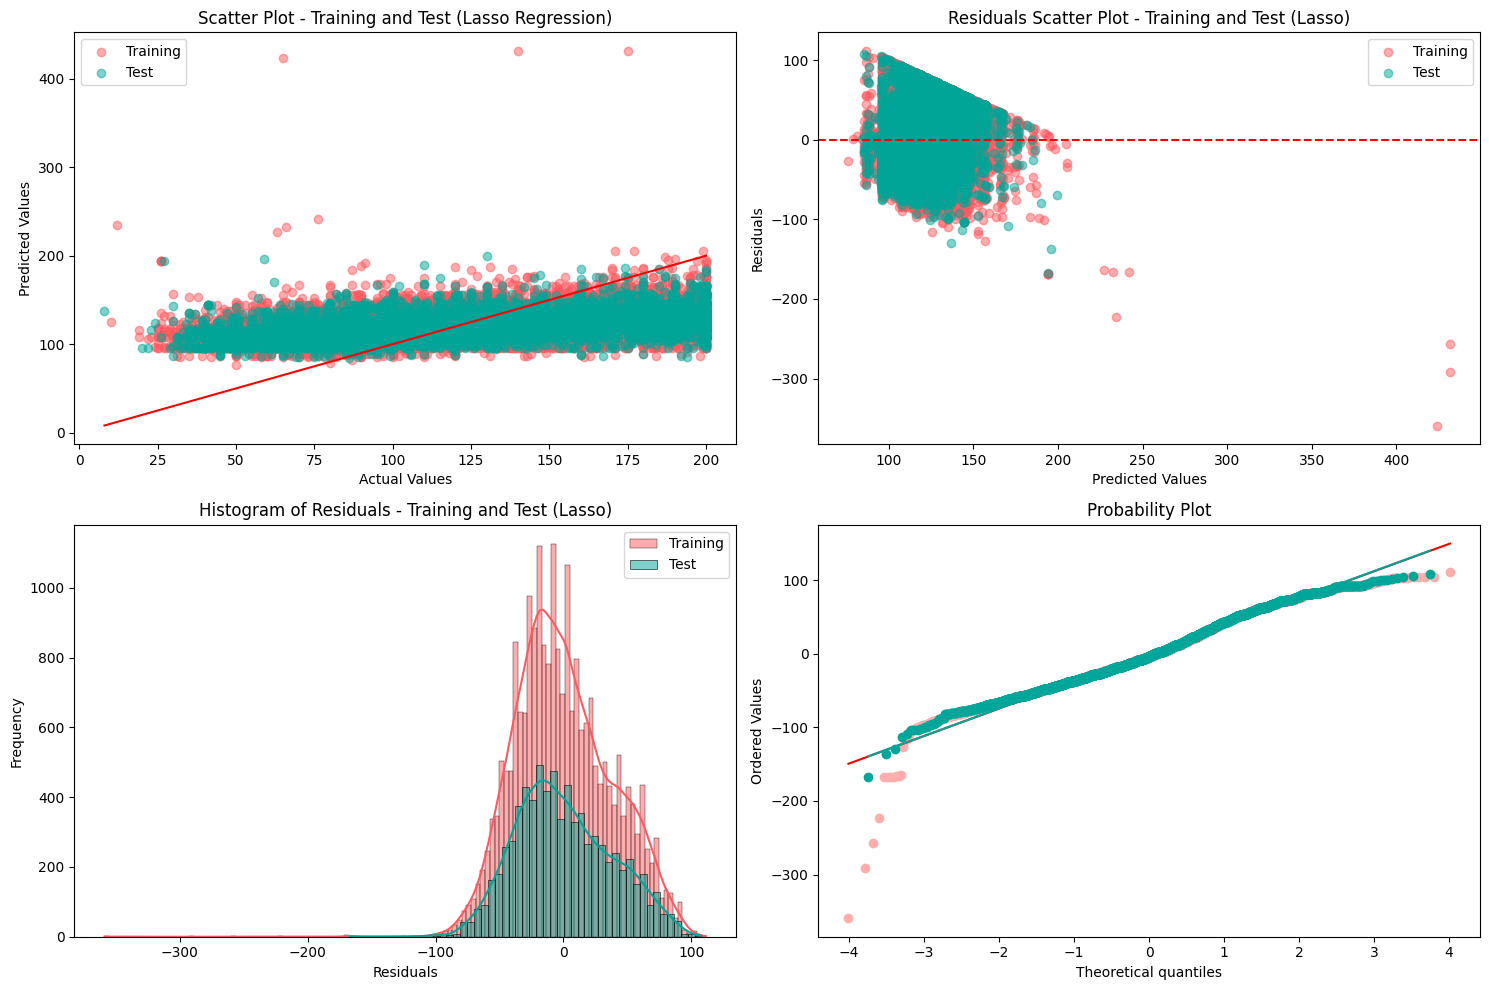 Scatter Plot - Training and Test (Lasso Regression)
Training
Test
400
300
200
100
0
Predicted Values
0 25 50 75 100 125 150 175 200
Actual Values
Residuals Scatter Plot - Training and Test (Lasso)
Training
Test
100
0
−100
−200
−300
Residuals
100 150 200 250 300 350 400
Predicted Values
Histogram of Residuals - Training and Test (Lasso)
Training
Test
1000
800
600
400
200
0
Frequency
−300 −200 −100 0 100
Residuals
Probability Plot
100
0
−100
−200
−300
Ordered Values
−4 −3 −2 −1 0 1 2 3 4
Theoretical quantiles